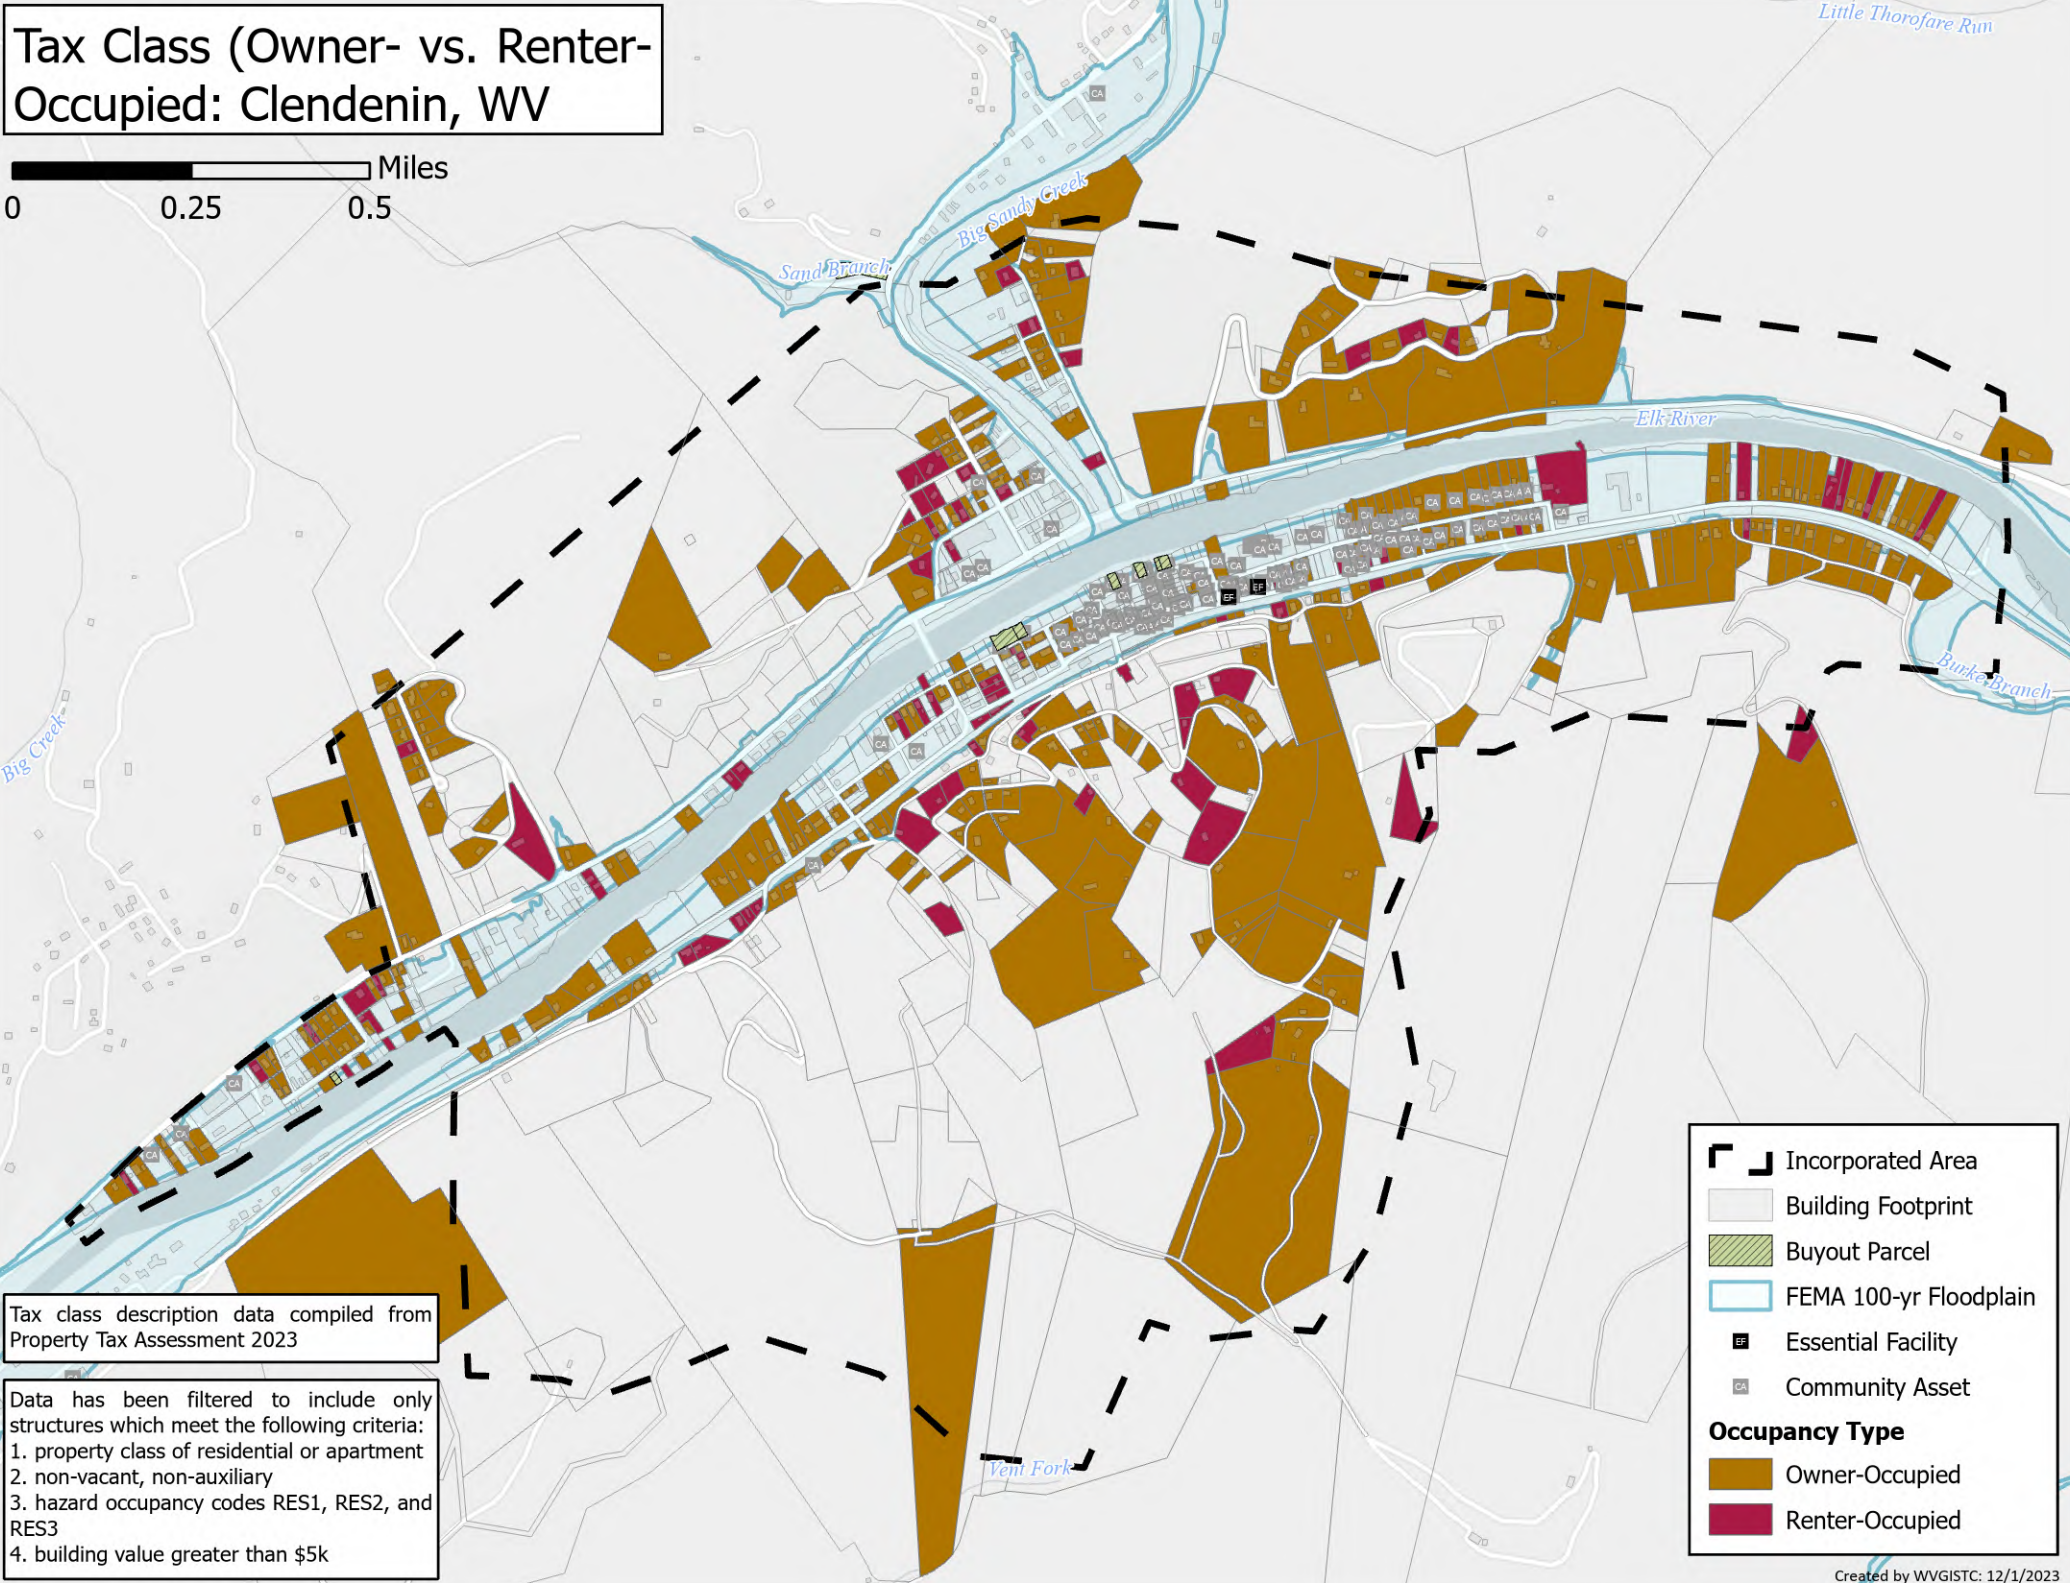 Tax Class (Owner- vs. Renter-
Occupied: Clendenin, WV
Miles
0 0.25 0.5
Little Thorofare Run
Big Sandy Creek
Sand Branch
Elk River
Burke Branch
Big Creek
Vent Fork
CA
EF
EF
Tax class description data compiled from
Property Tax Assessment 2023
Data has been filtered to include only
structures which meet the following criteria:
1. property class of residential or apartment
2. non-vacant, non-auxiliary
3. hazard occupancy codes RES1, RES2, and
RES3
4. building value greater than $5k
Incorporated Area
Building Footprint
Buyout Parcel
FEMA 100-yr Floodplain
EF Essential Facility
CA Community Asset
Occupancy Type
Owner-Occupied
Renter-Occupied
Created by WVGISTC: 12/1/2023